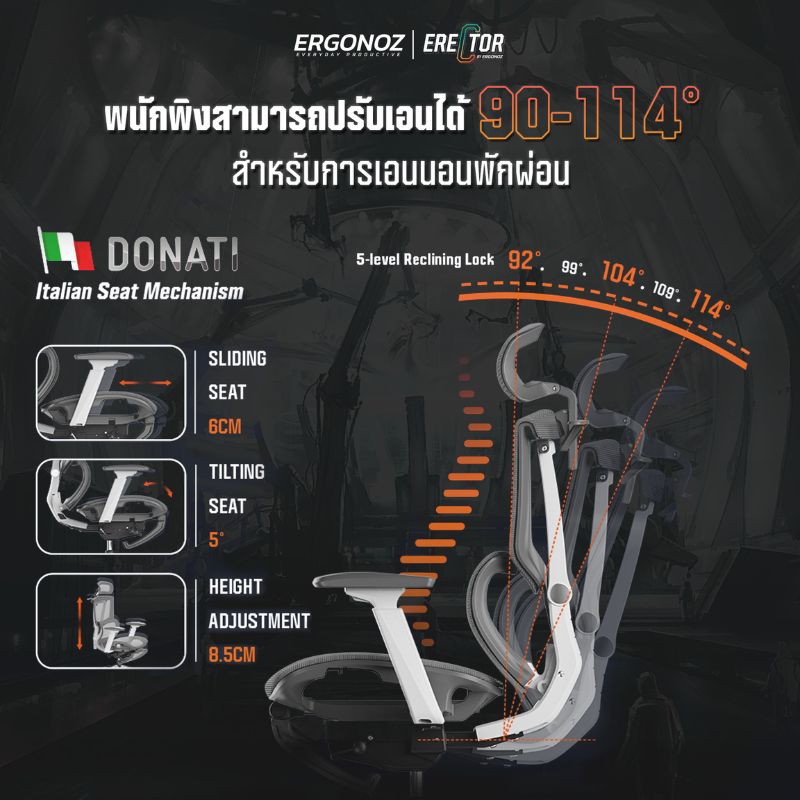 ERGONOZ ERECTOR
EVERYDAY PRODUCTIVE BY ERGONOZ
พนักพิงสามารถปรับเอนได้ 90-114°
สำหรับการเอนนอนพักผ่อน
DONATI
Italian Seat Mechanism
5-level Reclining Lock 92°. 99°. 104°. 109°. 114°
SLIDING
SEAT
6CM
TILTING
SEAT
5°
HEIGHT
ADJUSTMENT
8.5CM